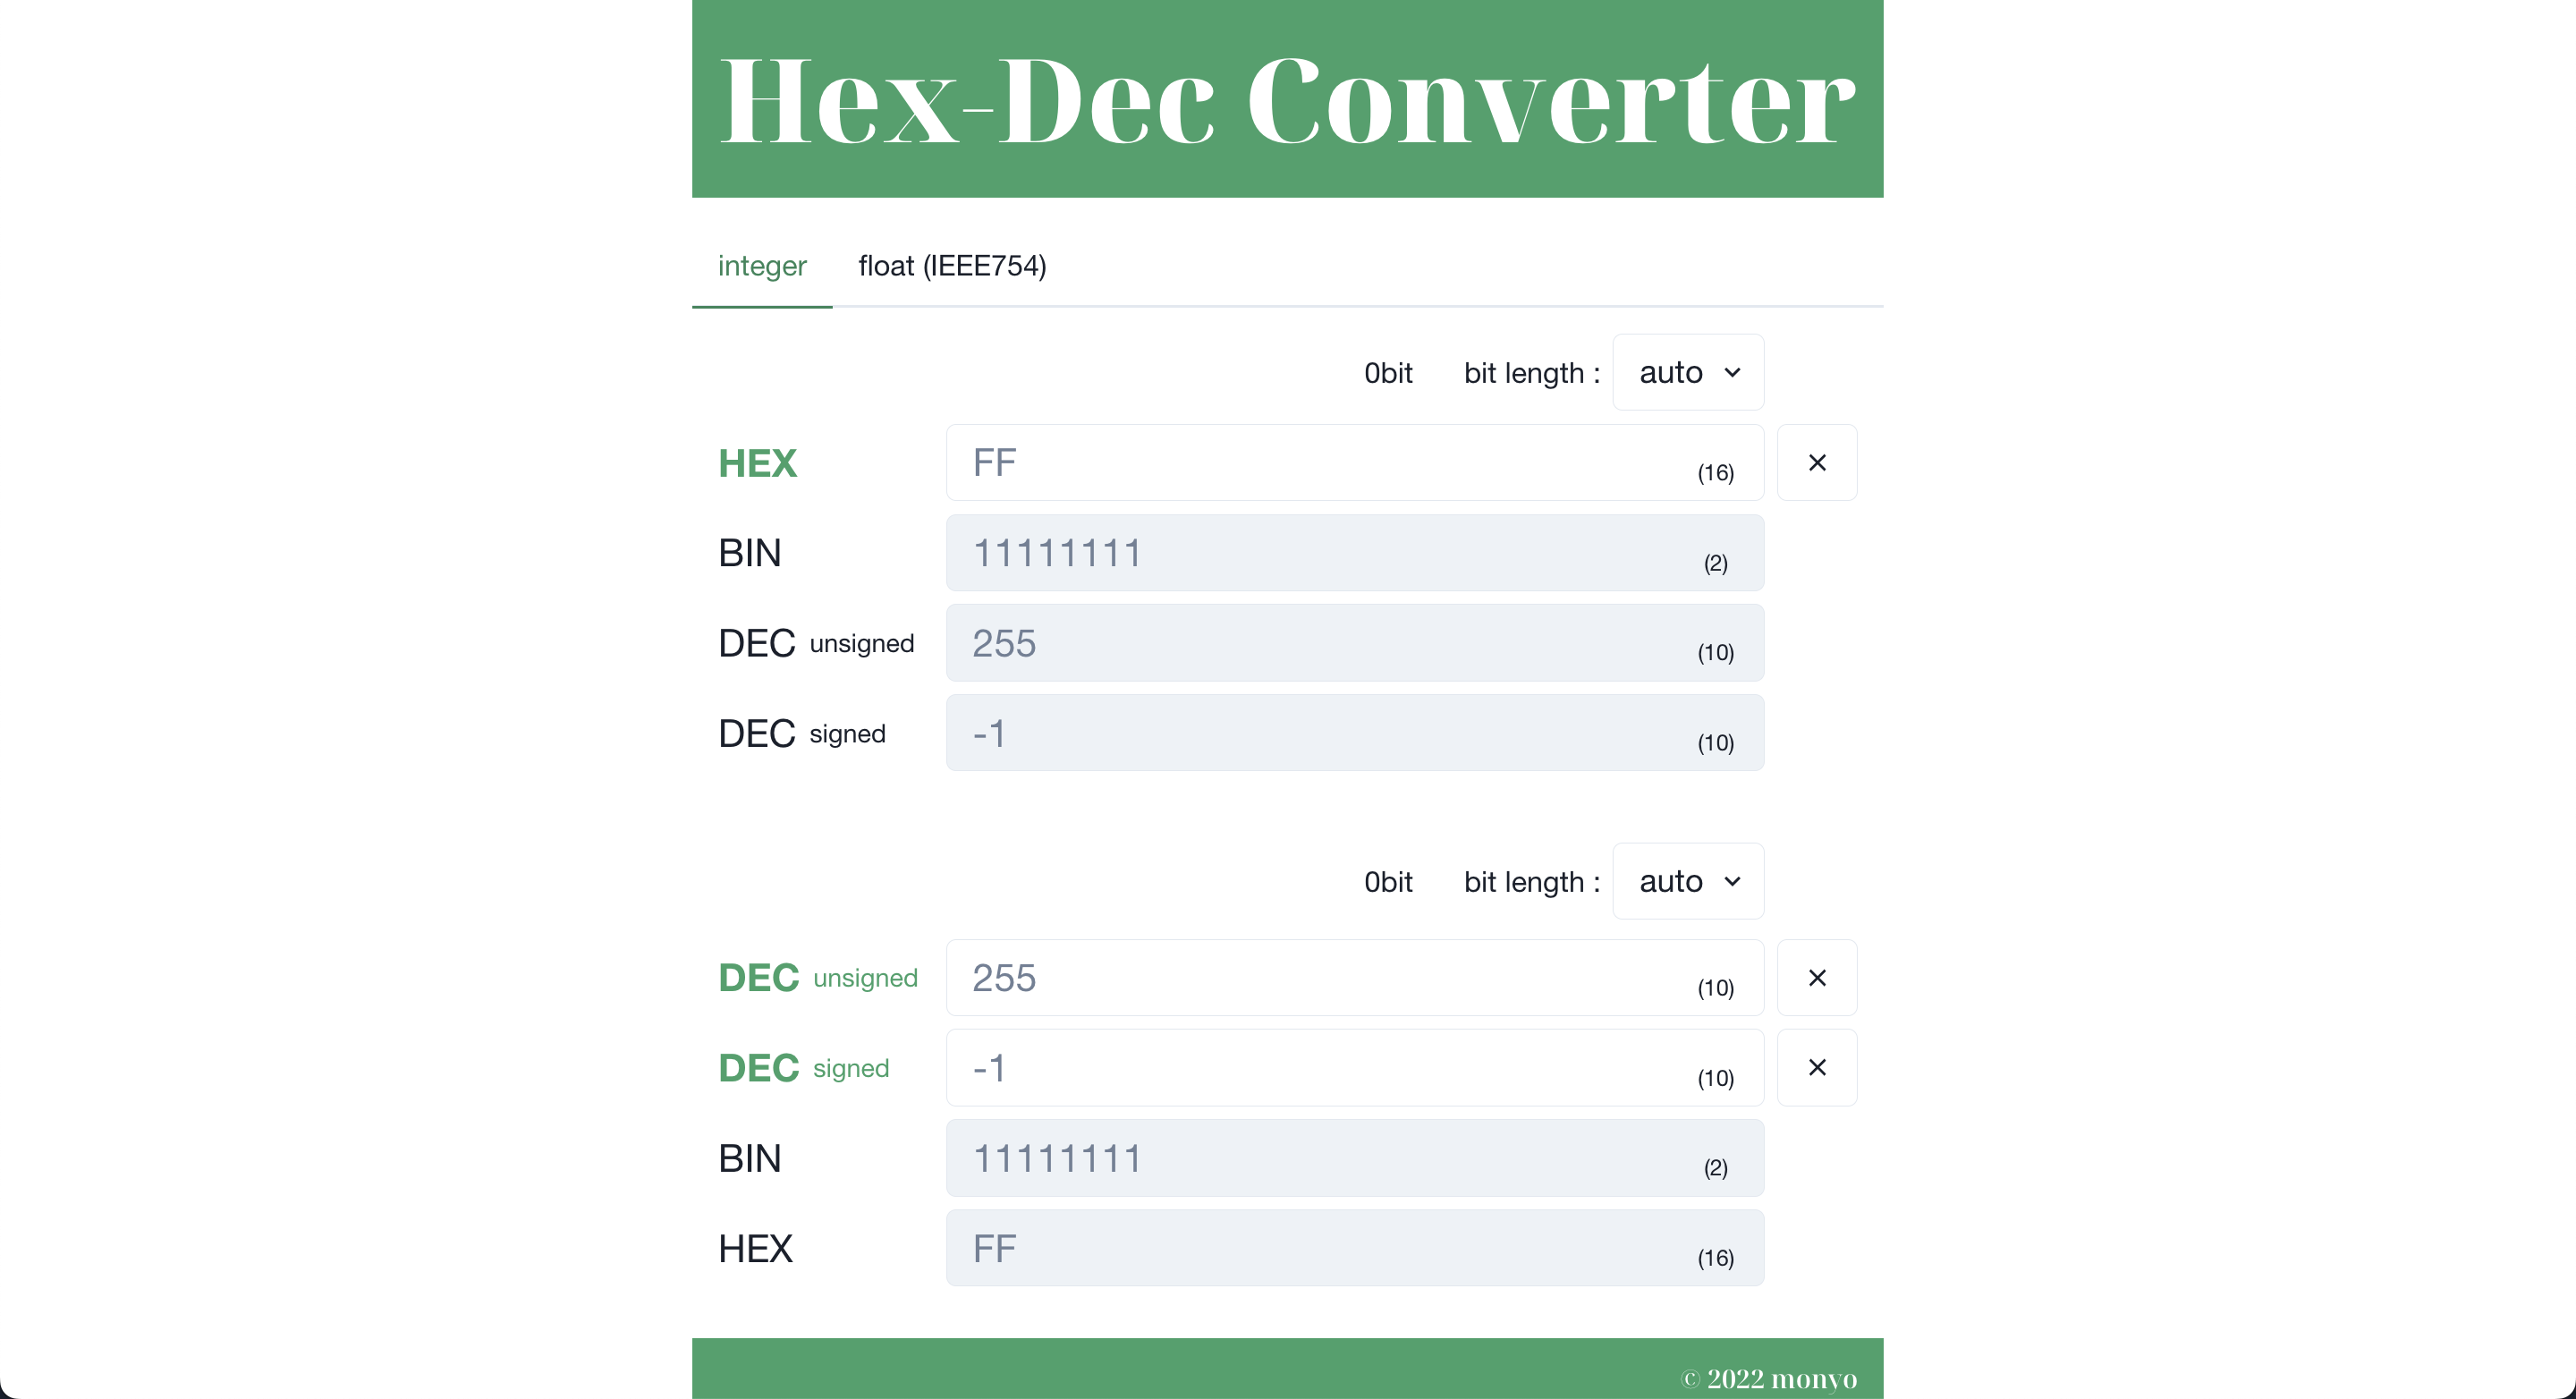 Hex-Dec Converter
integer float (IEEE754)
0bit bit length : auto
HEX FF (16)
BIN 11111111 (2)
DEC unsigned 255 (10)
DEC signed -1 (10)
0bit bit length : auto
DEC unsigned 255 (10)
DEC signed -1 (10)
BIN 11111111 (2)
HEX FF (16)
© 2022 monyo